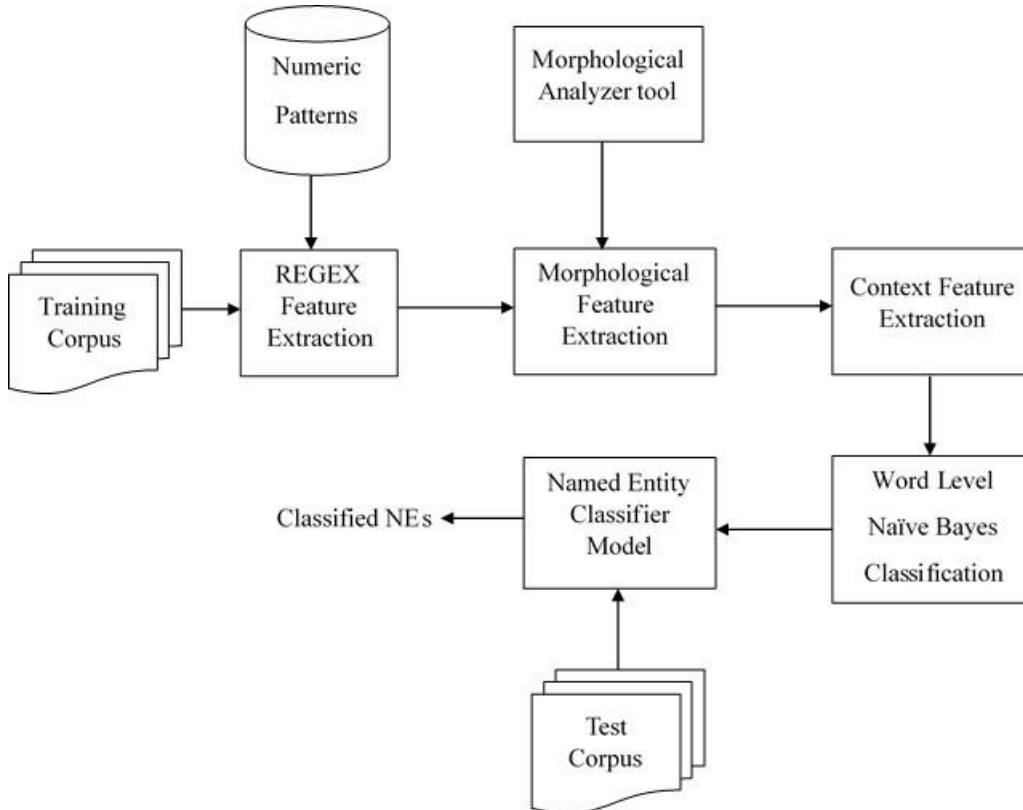 Numeric
Patterns
Morphological
Analyzer tool
Training
Corpus
REGEX
Feature
Extraction
Morphological
Feature
Extraction
Context Feature
Extraction
Classified NEs
Named Entity
Classifier
Model
Word Level
Naïve Bayes
Classification
Test
Corpus